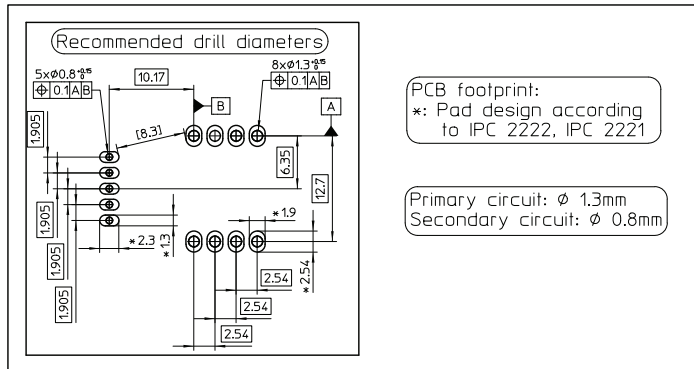 Recommended drill diameters
5xØ0.8 +0.15 0
⌖ 0.1 A B
10.17
8xØ1.3 +0.15 0
⌖ 0.1 A B
B
A
[8.3]
1.905
6.35
12.7
PCB footprint:
*: Pad design according
to IPC 2222, IPC 2221
Primary circuit: Ø 1.3mm
Secondary circuit: Ø 0.8mm
*1.9
1.905
*2.3
*1.3
2.54
*2.54
1.905
2.54
1.905
2.54